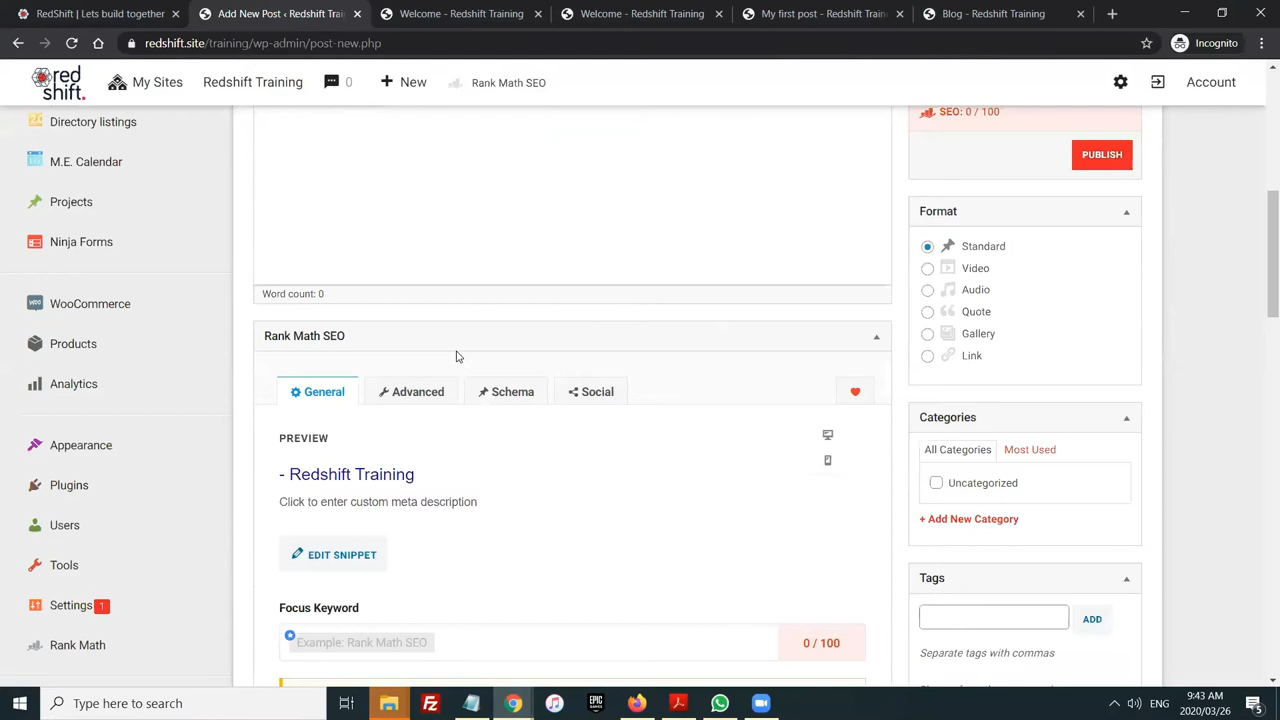 RedShift | Lets build together
Add New Post ‹ Redshift Training
Welcome - Redshift Training
Welcome - Redshift Training
My first post - Redshift Training
Blog - Redshift Training
redshift.site/training/wp-admin/post-new.php
Incognito
red shift.
My Sites
Redshift Training
0
New
Rank Math SEO
Account
Directory listings
M.E. Calendar
Projects
Ninja Forms
WooCommerce
Products
Analytics
Appearance
Plugins
Users
Tools
Settings 1
Rank Math
Word count: 0
Rank Math SEO
General
Advanced
Schema
Social
PREVIEW
- Redshift Training
Click to enter custom meta description
EDIT SNIPPET
Focus Keyword
Example: Rank Math SEO
0 / 100
SEO: 0 / 100
PUBLISH
Format
Standard
Video
Audio
Quote
Gallery
Link
Categories
All Categories
Most Used
Uncategorized
+ Add New Category
Tags
ADD
Separate tags with commas
Type here to search
ENG
9:43 AM
2020/03/26
5